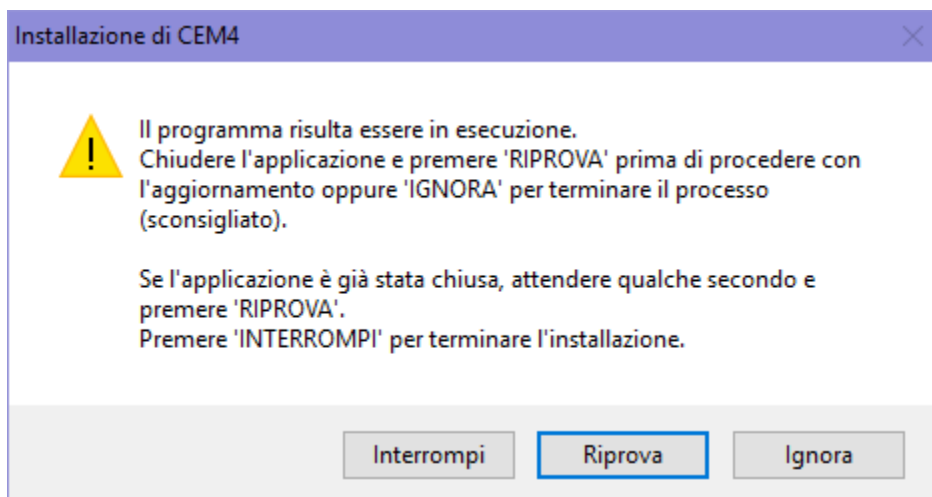 Installazione di CEM4
!
Il programma risulta essere in esecuzione.
Chiudere l'applicazione e premere 'RIPROVA' prima di procedere con
l'aggiornamento oppure 'IGNORA' per terminare il processo
(sconsigliato).
Se l'applicazione è già stata chiusa, attendere qualche secondo e
premere 'RIPROVA'.
Premere 'INTERROMPI' per terminare l'installazione.
Interrompi Riprova Ignora